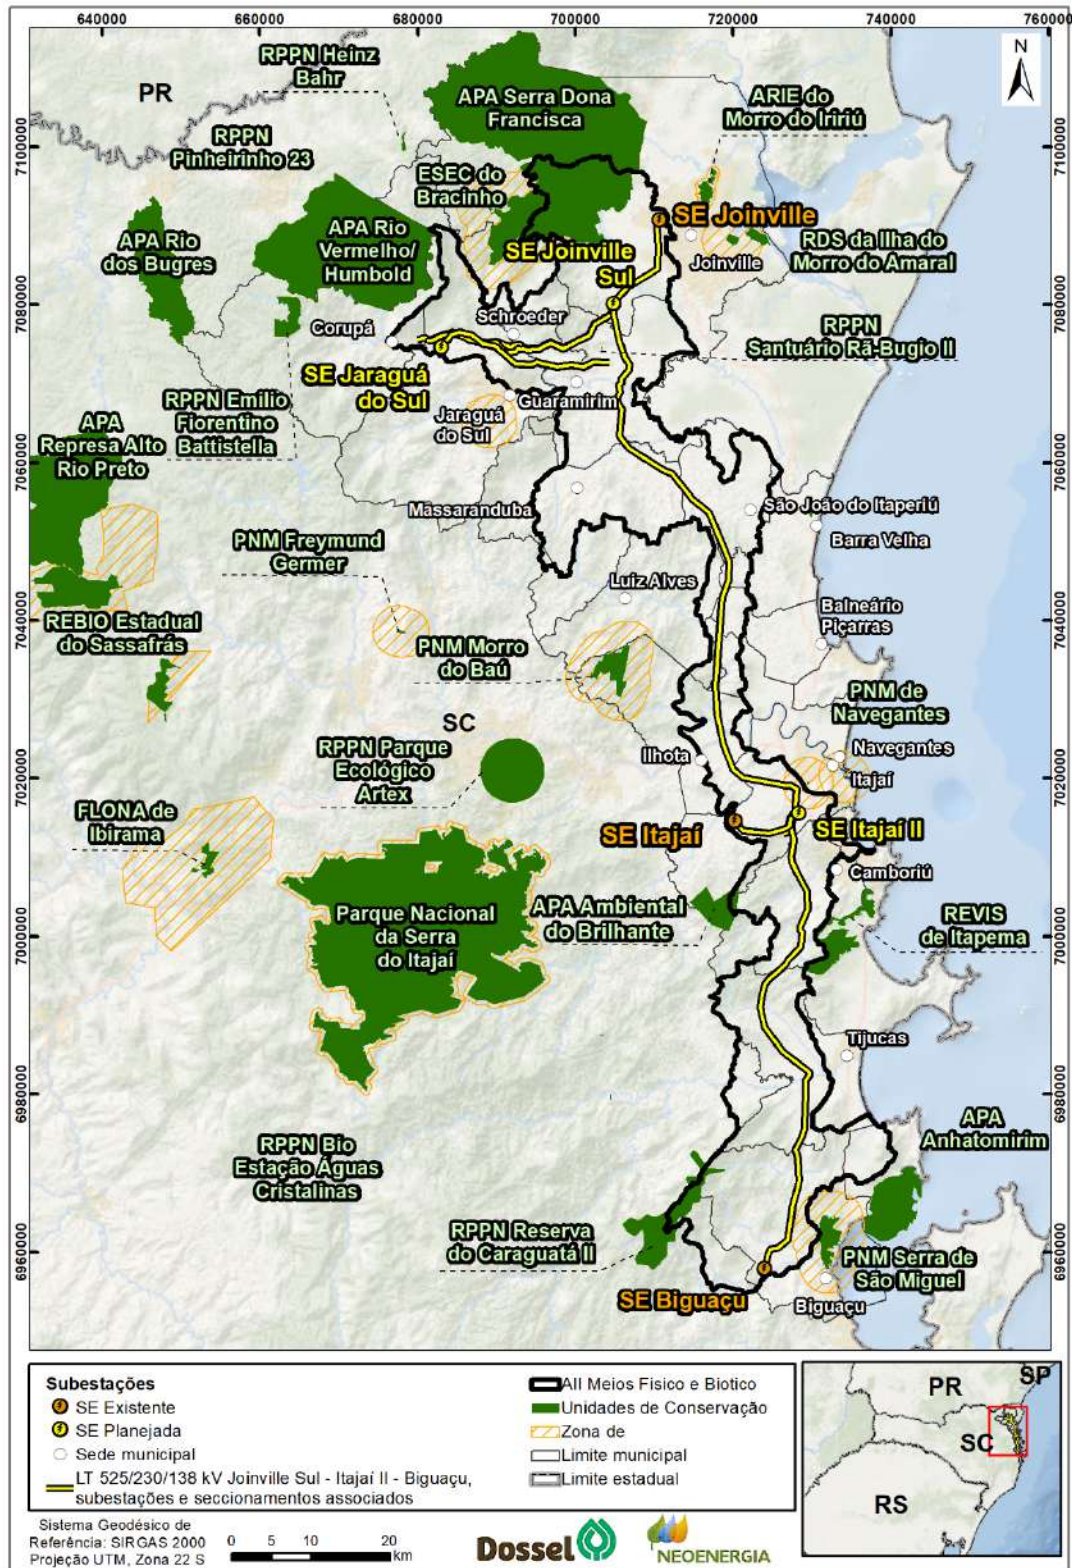 640000
660000
680000
700000
720000
740000
760000
N
PR
RPPN Heinz
Bahr
APA Serra Dona
Francisca
ARIE do
Morro do Iririú
RPPN
Pinheirinho 23
ESEC do
Bracinho
SE Joinville
APA Rio
dos Bugres
APA Rio
Vermelho/
Humbold
SE Joinville
Sul
Joinville
RDS da Ilha do
Morro do Amaral
Corupá
Schroeder
RPPN
Santuário Rã-Bugio II
SE Jaraguá
do Sul
Guaramirim
Jaraguá
do Sul
RPPN Emilio
Fiorentino
Battistella
APA
Represa Alto
Rio Preto
Massaranduba
São João do Itaperiú
Barra Velha
PNM Freymund
Germer
Luiz Alves
Balneário
Piçarras
REBIO Estadual
do Sassafrás
PNM Morro
do Baú
PNM de
Navegantes
SC
RPPN Parque
Ecológico
Artex
Ilhota
Navegantes
Itajaí
FLONA de
Ibirama
SE Itajaí
SE Itajaí II
Camboriú
Parque Nacional
da Serra
do Itajaí
APA Ambiental
do Brilhante
REVIS
de Itapema
Tijucas
APA
Anhatomirim
RPPN Bio
Estação Águas
Cristalinas
RPPN Reserva
do Caraguatá II
PNM Serra de
São Miguel
SE Biguaçu
Biguaçu
7100000
7080000
7060000
7040000
7020000
7000000
6980000
6960000
7100000
7080000
7060000
7040000
7020000
7000000
6980000
6960000
Subestações
SE Existente
SE Planejada
Sede municipal
LT 525/230/138 kV Joinville Sul - Itajaí II - Biguaçu,
subestações e seccionamentos associados
AII Meios Fisico e Biotico
Unidades de Conservação
Zona de
Limite municipal
Limite estadual
PR
SP
SC
RS
Sistema Geodésico de
Referência: SIRGAS 2000
Projeção UTM, Zona 22 S
0 5 10 20
km
Dossel
NEOENERGIA